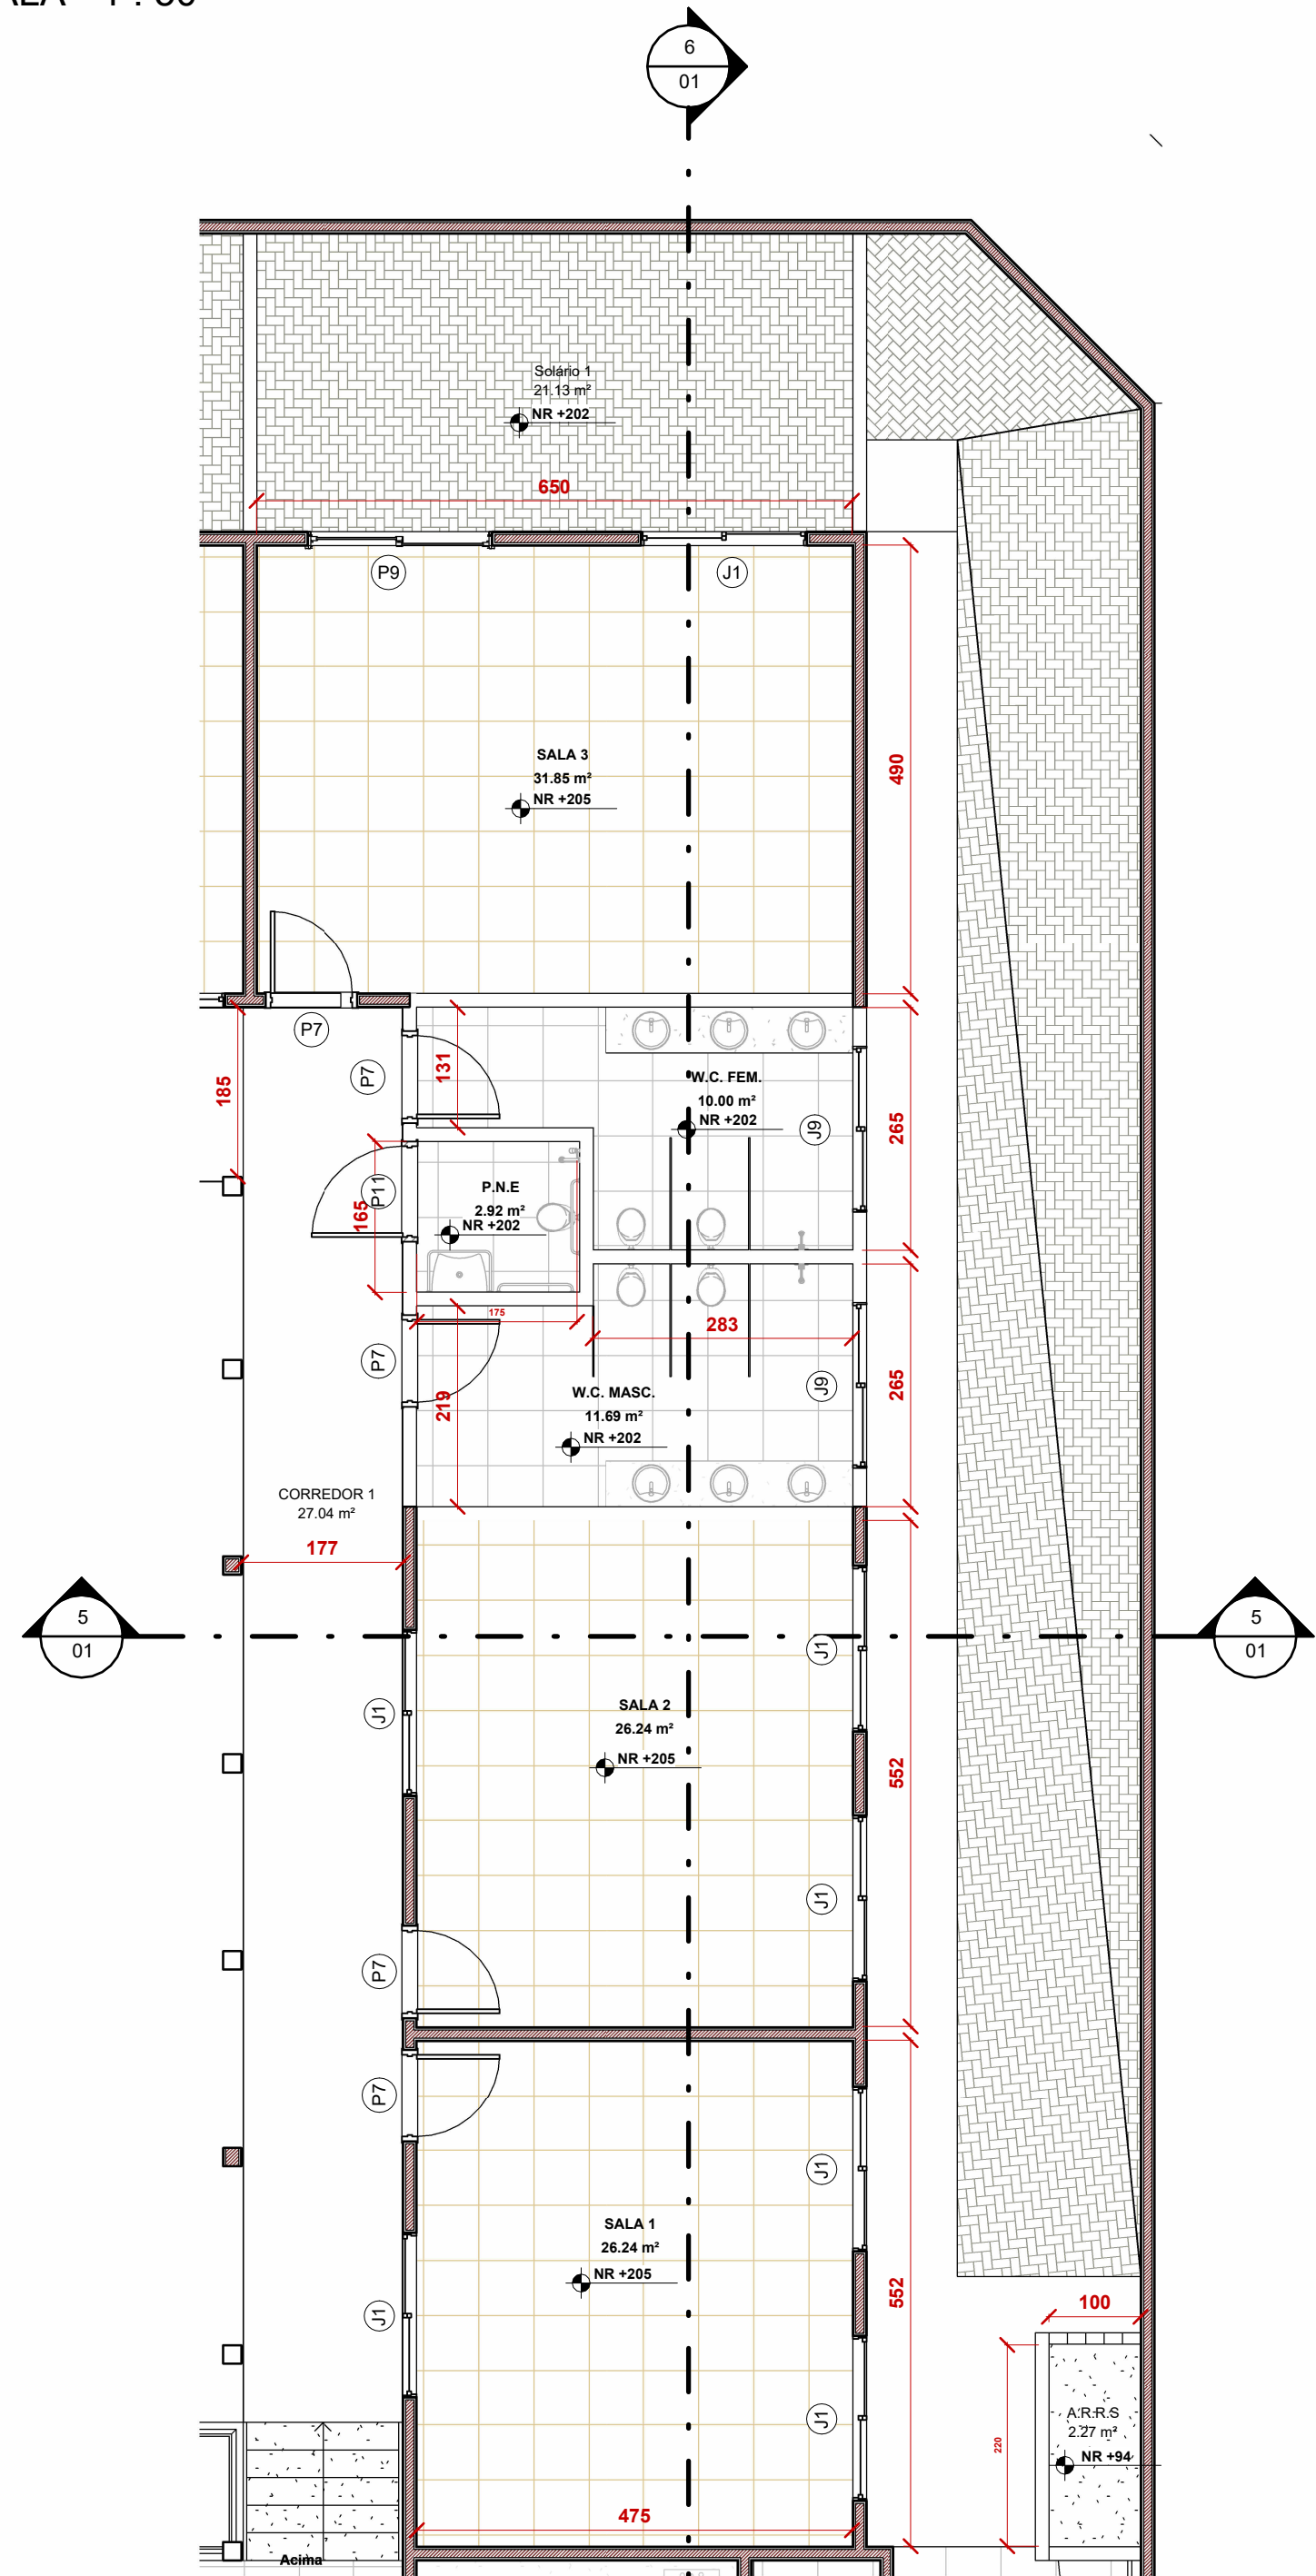 6
01
Solário 1
21.13 m²
NR +202
650
P9
J1
SALA 3
31.85 m²
NR +205
490
P7
P7
131
185
W.C. FEM.
10.00 m²
NR +202
J9
265
P11
165
P.N.E
2.92 m²
NR +202
175
283
P7
219
W.C. MASC.
11.69 m²
NR +202
J9
265
CORREDOR 1
27.04 m²
177
5
01
5
01
J1
SALA 2
26.24 m²
NR +205
J1
552
J1
P7
P7
J1
SALA 1
26.24 m²
NR +205
J1
552
100
J1
A.R.R.S
2.27 m²
NR +94
220
475
Acima